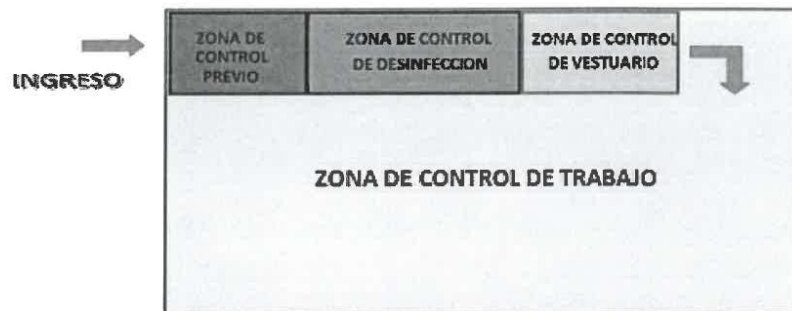 INGRESO
ZONA DE
CONTROL
PREVIO
ZONA DE CONTROL
DE DESINFECCION
ZONA DE CONTROL
DE VESTUARIO
ZONA DE CONTROL DE TRABAJO